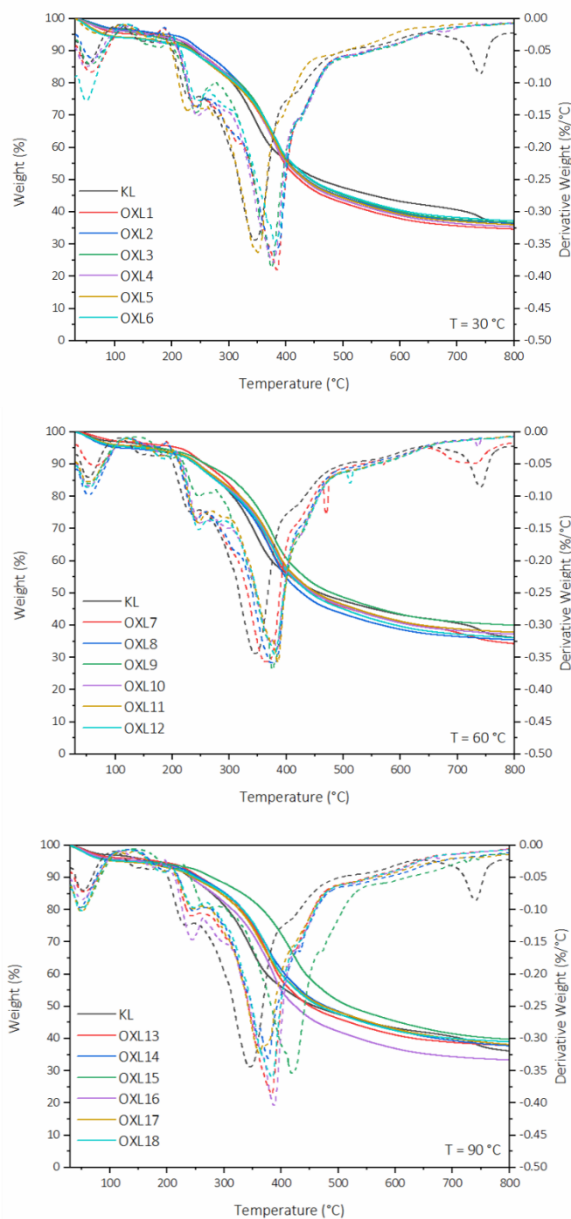 100
90
80
70
60
50
40
30
20
10
0
Weight (%)
KL
OXL1
OXL2
OXL3
OXL4
OXL5
OXL6
T = 30 °C
0.00
-0.05
-0.10
-0.15
-0.20
-0.25
-0.30
-0.35
-0.40
-0.45
-0.50
Derivative Weight (%/°C)
100 200 300 400 500 600 700 800
Temperature (°C)
100
90
80
70
60
50
40
30
20
10
0
Weight (%)
KL
OXL7
OXL8
OXL9
OXL10
OXL11
OXL12
T = 60 °C
0.00
-0.05
-0.10
-0.15
-0.20
-0.25
-0.30
-0.35
-0.40
-0.45
-0.50
Derivative Weight (%/°C)
100 200 300 400 500 600 700 800
Temperature (°C)
100
90
80
70
60
50
40
30
20
10
0
Weight (%)
KL
OXL13
OXL14
OXL15
OXL16
OXL17
OXL18
T = 90 °C
0.00
-0.05
-0.10
-0.15
-0.20
-0.25
-0.30
-0.35
-0.40
-0.45
-0.50
Derivative Weight (%/°C)
100 200 300 400 500 600 700 800
Temperature (°C)